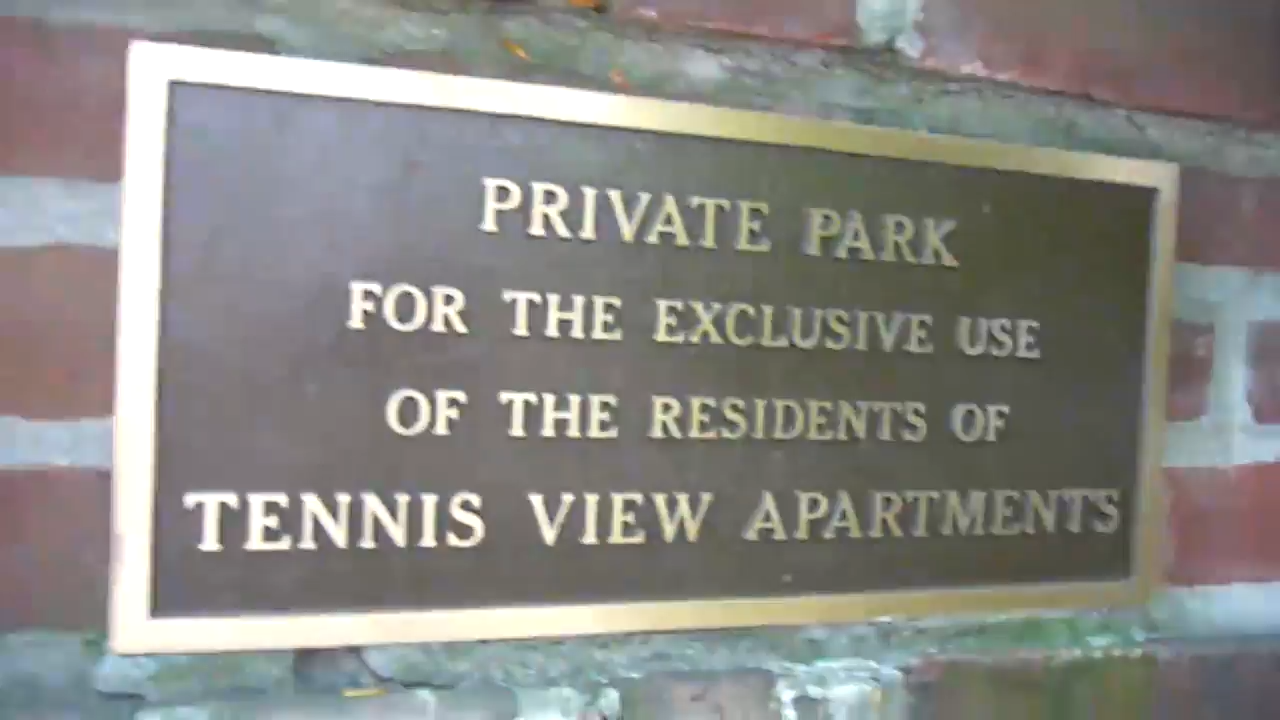 PRIVATE PARK
FOR THE EXCLUSIVE USE
OF THE RESIDENTS OF
TENNIS VIEW APARTMENTS